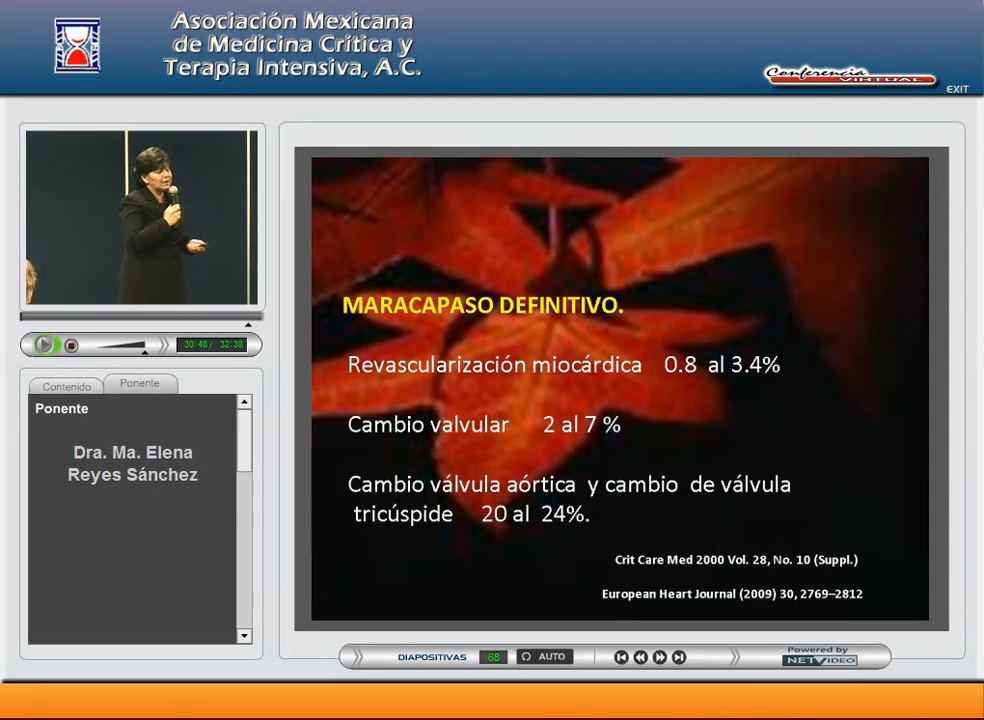 Asociación Mexicana
de Medicina Crítica y
Terapia Intensiva, A.C.
Conferencia
VIRTUAL
EXIT
30:48 / 32:38
Contenido
Ponente
Ponente
Dra. Ma. Elena
Reyes Sánchez
MARACAPASO DEFINITIVO.
Revascularización miocárdica 0.8 al 3.4%
Cambio valvular 2 al 7 %
Cambio válvula aórtica y cambio de válvula
tricúspide 20 al 24%.
Crit Care Med 2000 Vol. 28, No. 10 (Suppl.)
European Heart Journal (2009) 30, 2769–2812
DIAPOSITIVAS 68 AUTO
Powered by
NETVIDEO